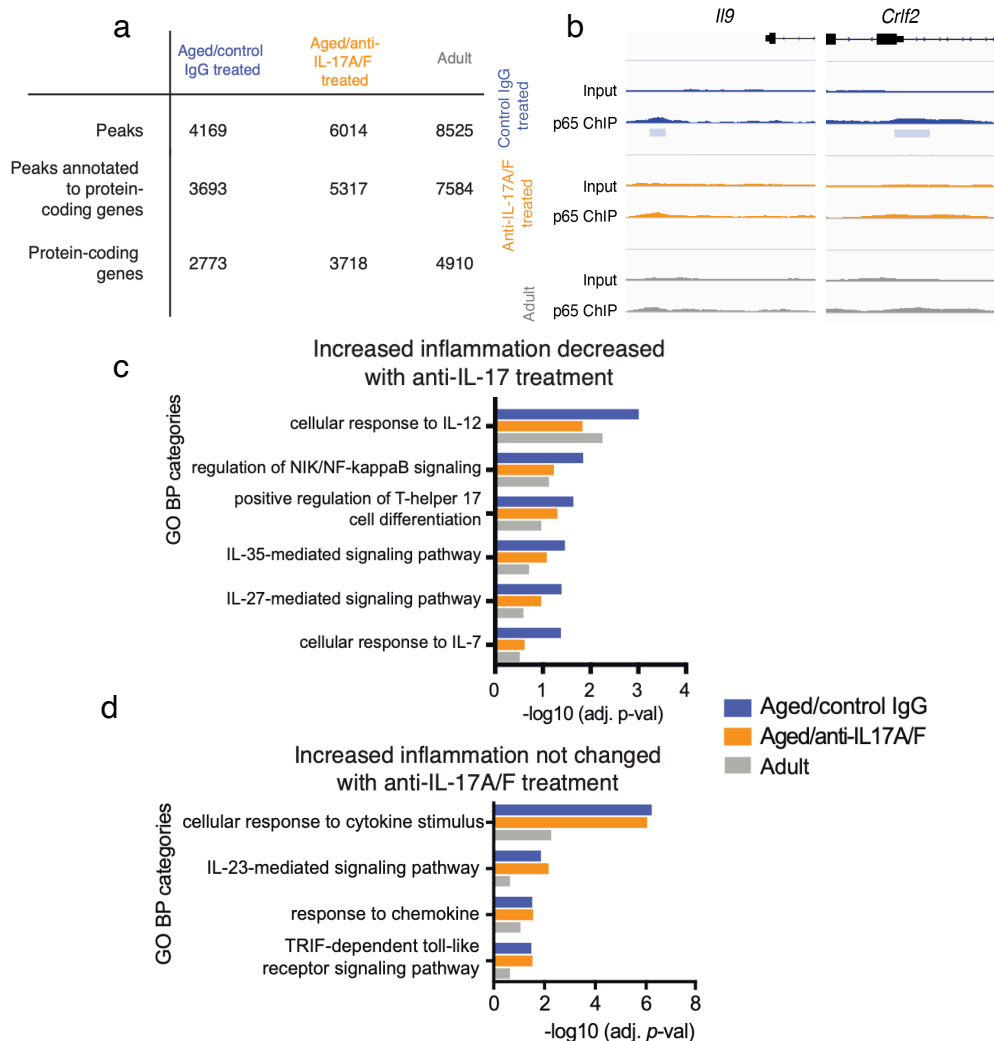 a
Aged/control
IgG treated
Aged/anti-
IL-17A/F
treated
Adult
Peaks
4169
6014
8525
Peaks annotated
to protein-
coding genes
3693
5317
7584
Protein-coding
genes
2773
3718
4910
b
Il9
Crlf2
Control IgG
treated
Input
p65 ChIP
Anti-IL-17A/F
treated
Input
p65 ChIP
Adult
Input
p65 ChIP
c
Increased inflammation decreased
with anti-IL-17 treatment
GO BP categories
cellular response to IL-12
regulation of NIK/NF-kappaB signaling
positive regulation of T-helper 17
cell differentiation
IL-35-mediated signaling pathway
IL-27-mediated signaling pathway
cellular response to IL-7
0 1 2 3 4
-log10 (adj. p-val)
Aged/control IgG
Aged/anti-IL17A/F
Adult
d
Increased inflammation not changed
with anti-IL-17A/F treatment
GO BP categories
cellular response to cytokine stimulus
IL-23-mediated signaling pathway
response to chemokine
TRIF-dependent toll-like
receptor signaling pathway
0 2 4 6 8
-log10 (adj. p-val)